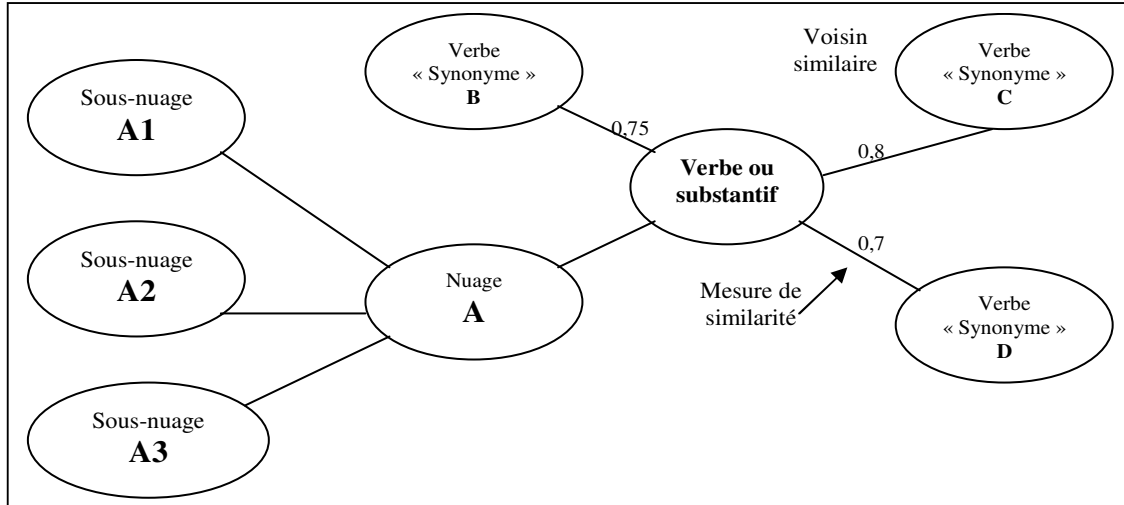 Sous-nuage
A1
Sous-nuage
A2
Sous-nuage
A3
Nuage
A
Verbe
« Synonyme »
B
0,75
Verbe ou
substantif
Voisin
similaire
Verbe
« Synonyme »
C
0,8
0,7
Mesure de
similarité
Verbe
« Synonyme »
D